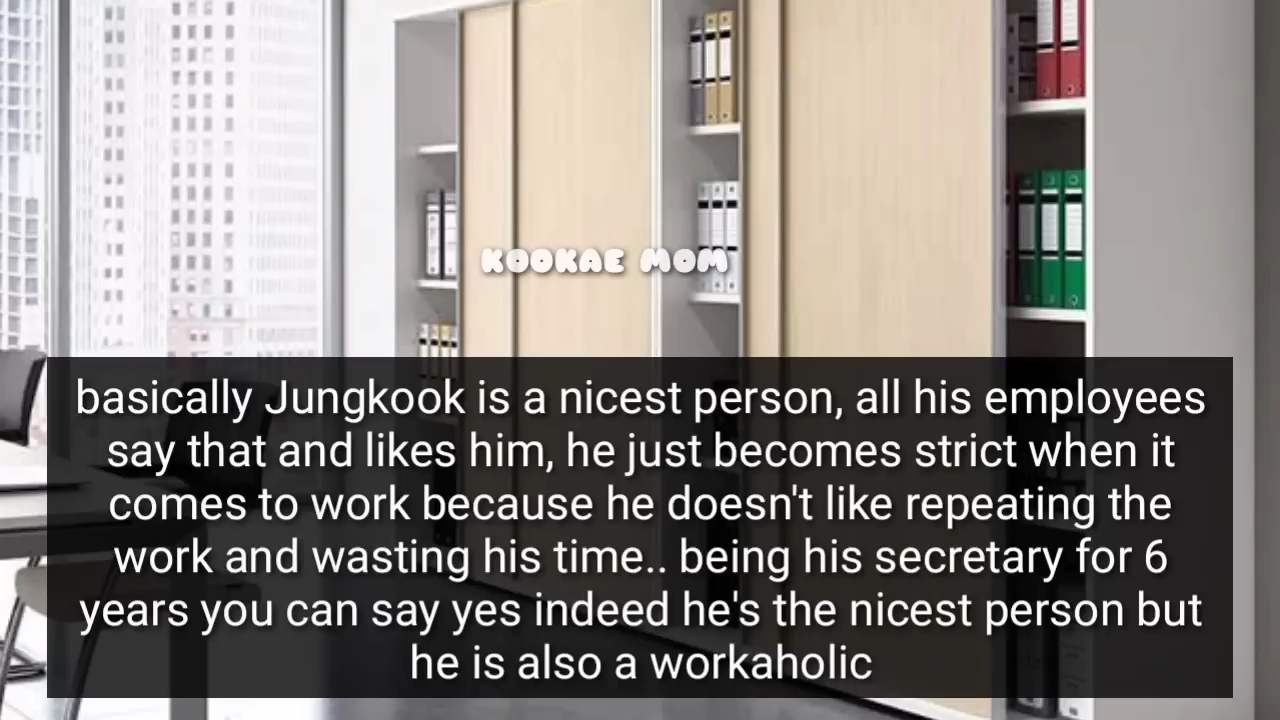 KOOKAE MOM
basically Jungkook is a nicest person, all his employees
say that and likes him, he just becomes strict when it
comes to work because he doesn't like repeating the
work and wasting his time.. being his secretary for 6
years you can say yes indeed he's the nicest person but
he is also a workaholic